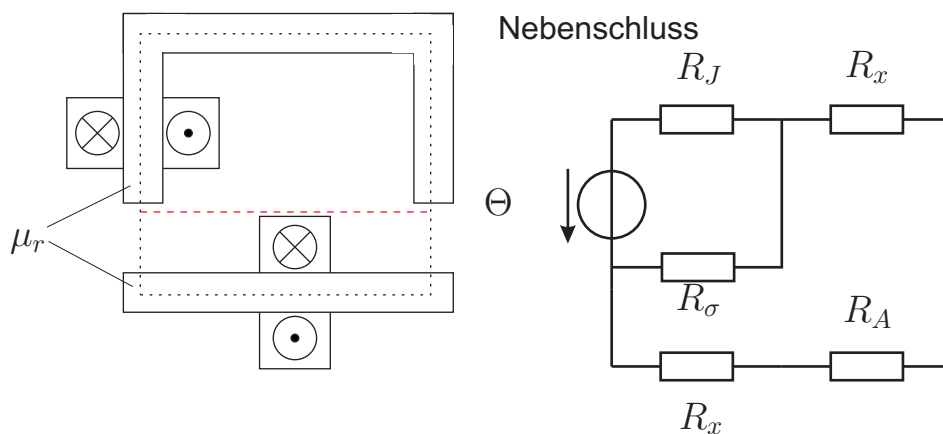 Nebenschluss
R_J
R_x
Θ
μ_r
R_σ
R_A
R_x